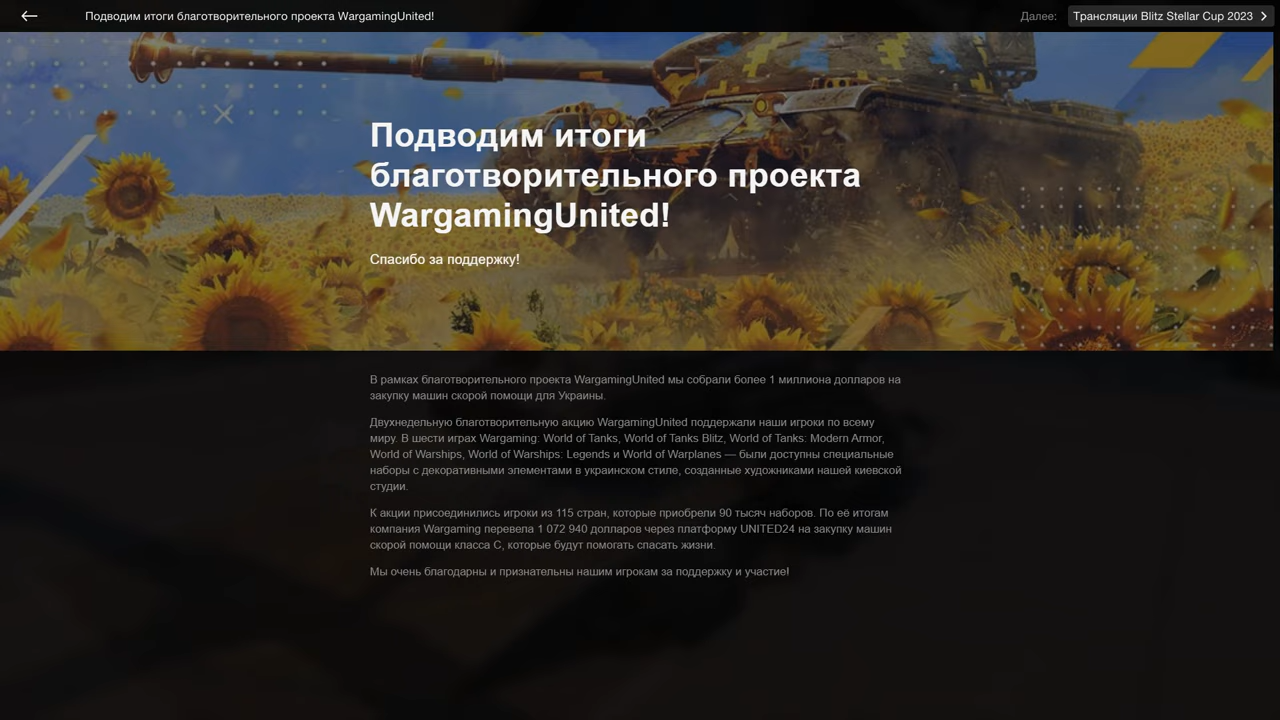 Подводим итоги благотворительного проекта WargamingUnited!
Далее:
Трансляции Blitz Stellar Cup 2023
Подводим итоги
благотворительного проекта
WargamingUnited!
Спасибо за поддержку!
В рамках благотворительного проекта WargamingUnited мы собрали более 1 миллиона долларов на
закупку машин скорой помощи для Украины.
Двухнедельную благотворительную акцию WargamingUnited поддержали наши игроки по всему
миру. В шести играх Wargaming: World of Tanks, World of Tanks Blitz, World of Tanks: Modern Armor,
World of Warships, World of Warships: Legends и World of Warplanes — были доступны специальные
наборы с декоративными элементами в украинском стиле, созданные художниками нашей киевской
студии.
К акции присоединились игроки из 115 стран, которые приобрели 90 тысяч наборов. По её итогам
компания Wargaming перевела 1 072 940 долларов через платформу UNITED24 на закупку машин
скорой помощи класса С, которые будут помогать спасать жизни.
Мы очень благодарны и признательны нашим игрокам за поддержку и участие!